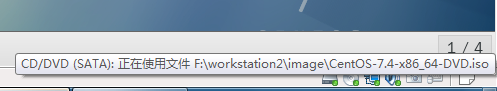 1 / 4
CD/DVD (SATA): 正在使用文件 F:\workstation2\image\CentOS-7.4-x86_64-DVD.iso